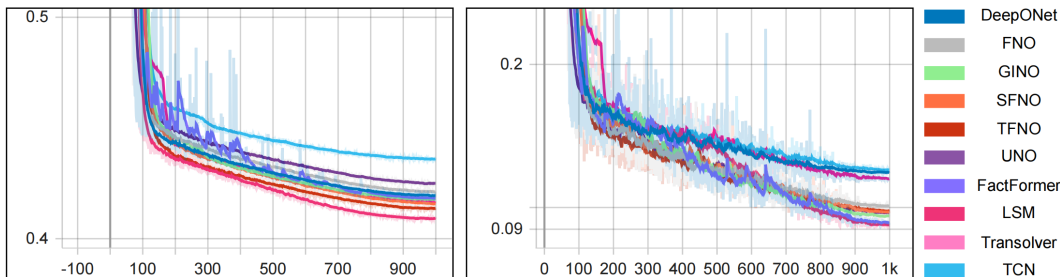 0.5
0.4
-100
100
300
500
700
900
0.2
0.09
0
100
200
300
400
500
600
700
800
900
1k
DeepONet
FNO
GINO
SFNO
TFNO
UNO
FactFormer
LSM
Transolver
TCN